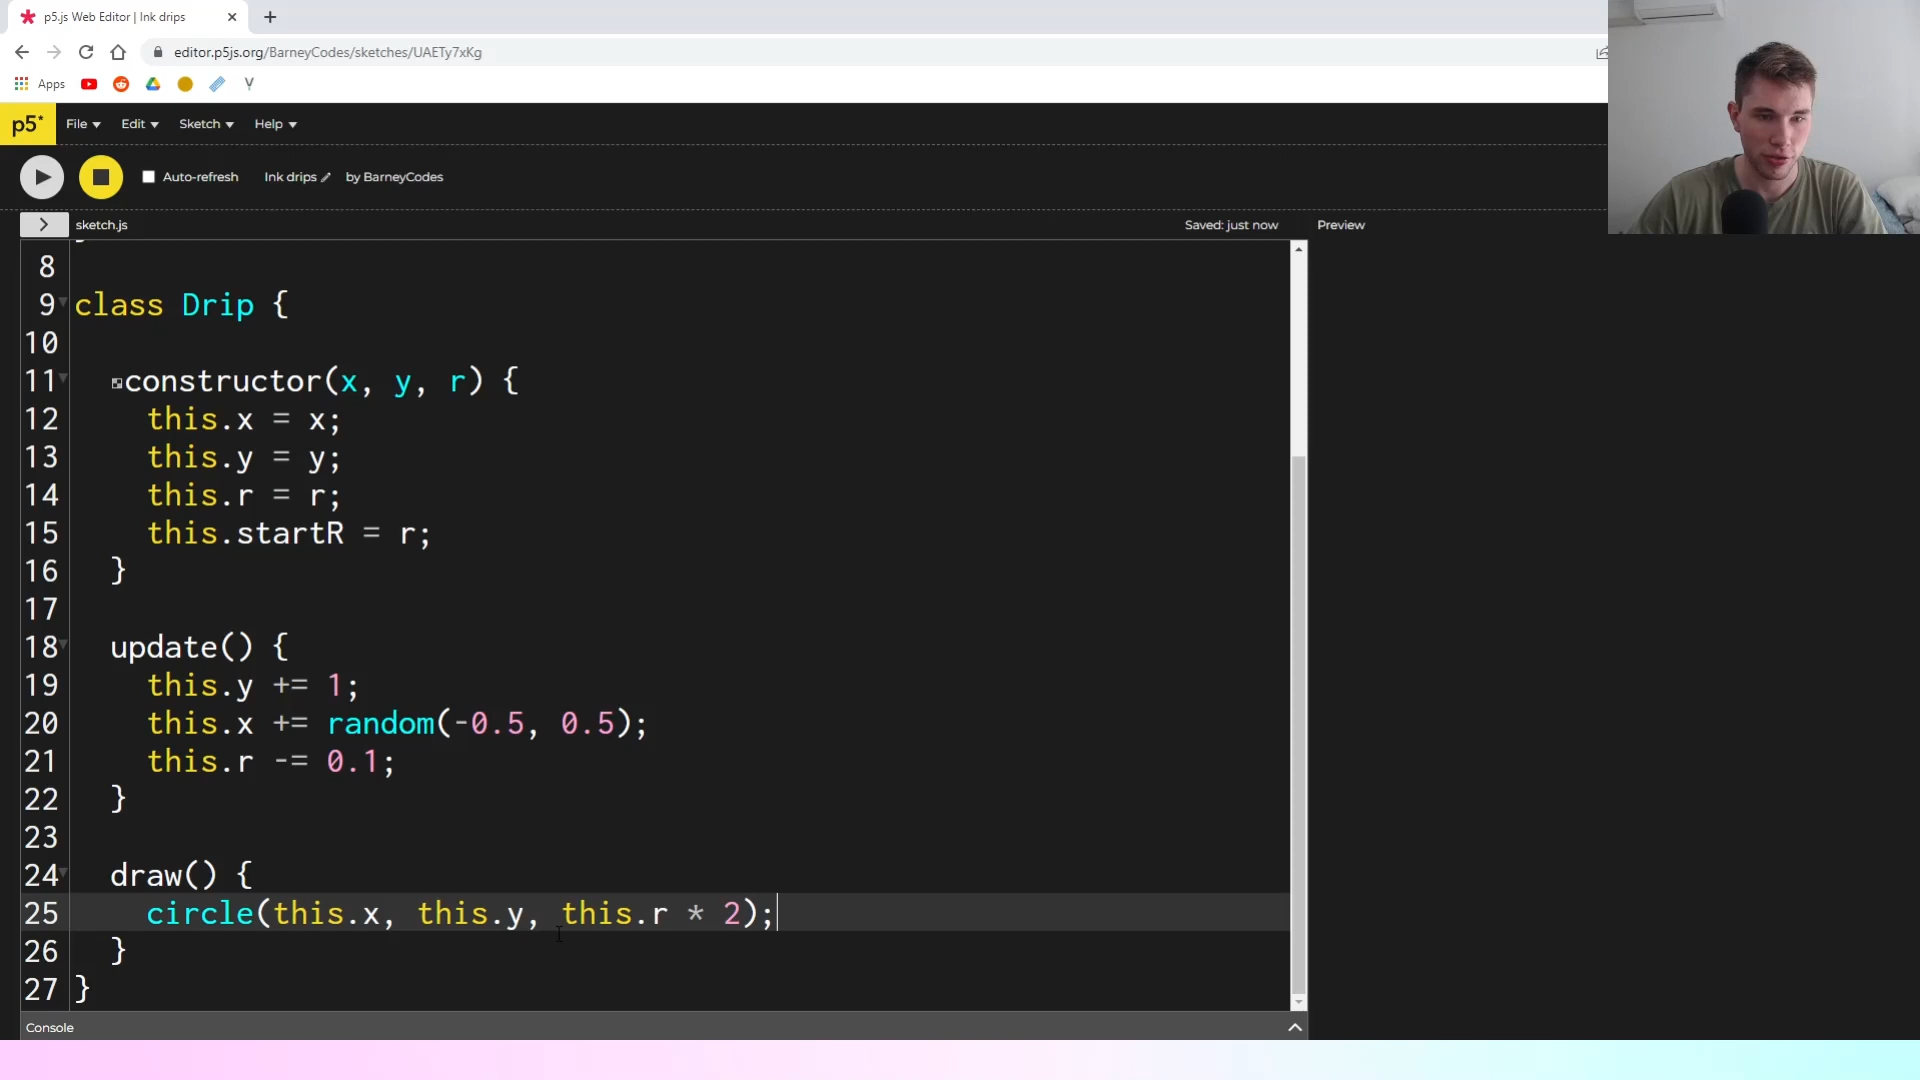 p5.js Web Editor | Ink drips
editor.p5js.org/BarneyCodes/sketches/UAETy7xKg
Apps
p5* File Edit Sketch Help
Auto-refresh Ink drips by BarneyCodes
sketch.js Saved: just now Preview
8
9 class Drip {
10
11 constructor(x, y, r) {
12 this.x = x;
13 this.y = y;
14 this.r = r;
15 this.startR = r;
16 }
17
18 update() {
19 this.y += 1;
20 this.x += random(-0.5, 0.5);
21 this.r -= 0.1;
22 }
23
24 draw() {
25 circle(this.x, this.y, this.r * 2);
26 }
27 }
Console